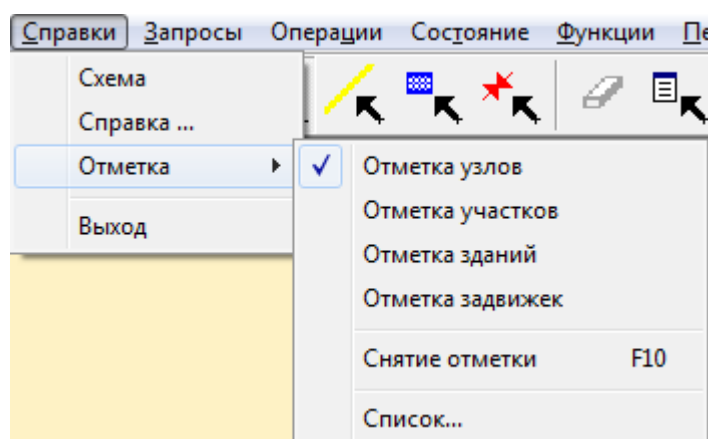 Справки Запросы Операции Состояние Функции
Схема
Справка ...
Отметка
Выход
Отметка узлов
Отметка участков
Отметка зданий
Отметка задвижек
Снятие отметки F10
Список...